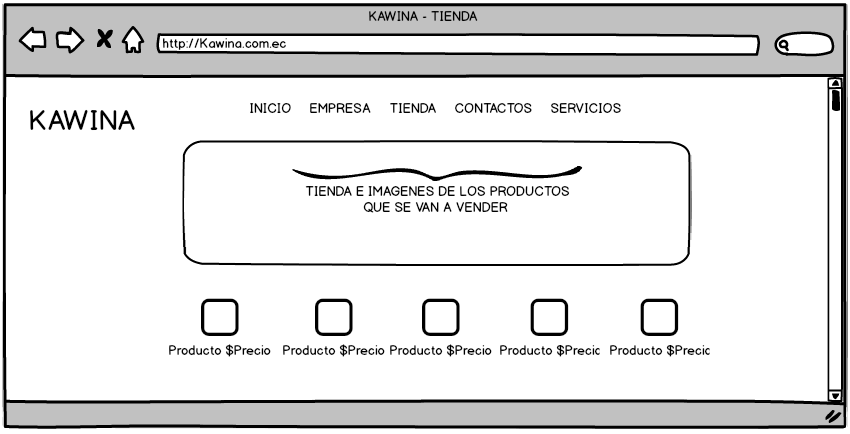 KAWINA - TIENDA
http://Kawina.com.ec
INICIO EMPRESA TIENDA CONTACTOS SERVICIOS
KAWINA
TIENDA E IMAGENES DE LOS PRODUCTOS
QUE SE VAN A VENDER
Producto $Precio Producto $Precio Producto $Precio Producto $Precic Producto $Precic